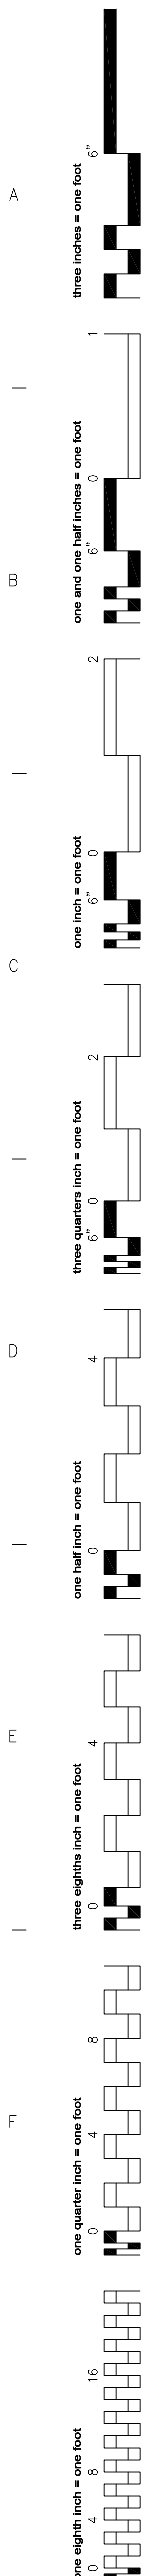 A
6"
three inches = one foot
1
0
6"
one and one half inches = one foot
B
2
0
6"
one inch = one foot
C
2
0
6"
three quarters inch = one foot
D
4
0
one half inch = one foot
E
4
0
three eighths inch = one foot
F
8
4
0
one quarter inch = one foot
16
8
4
0
one eighth inch = one foot